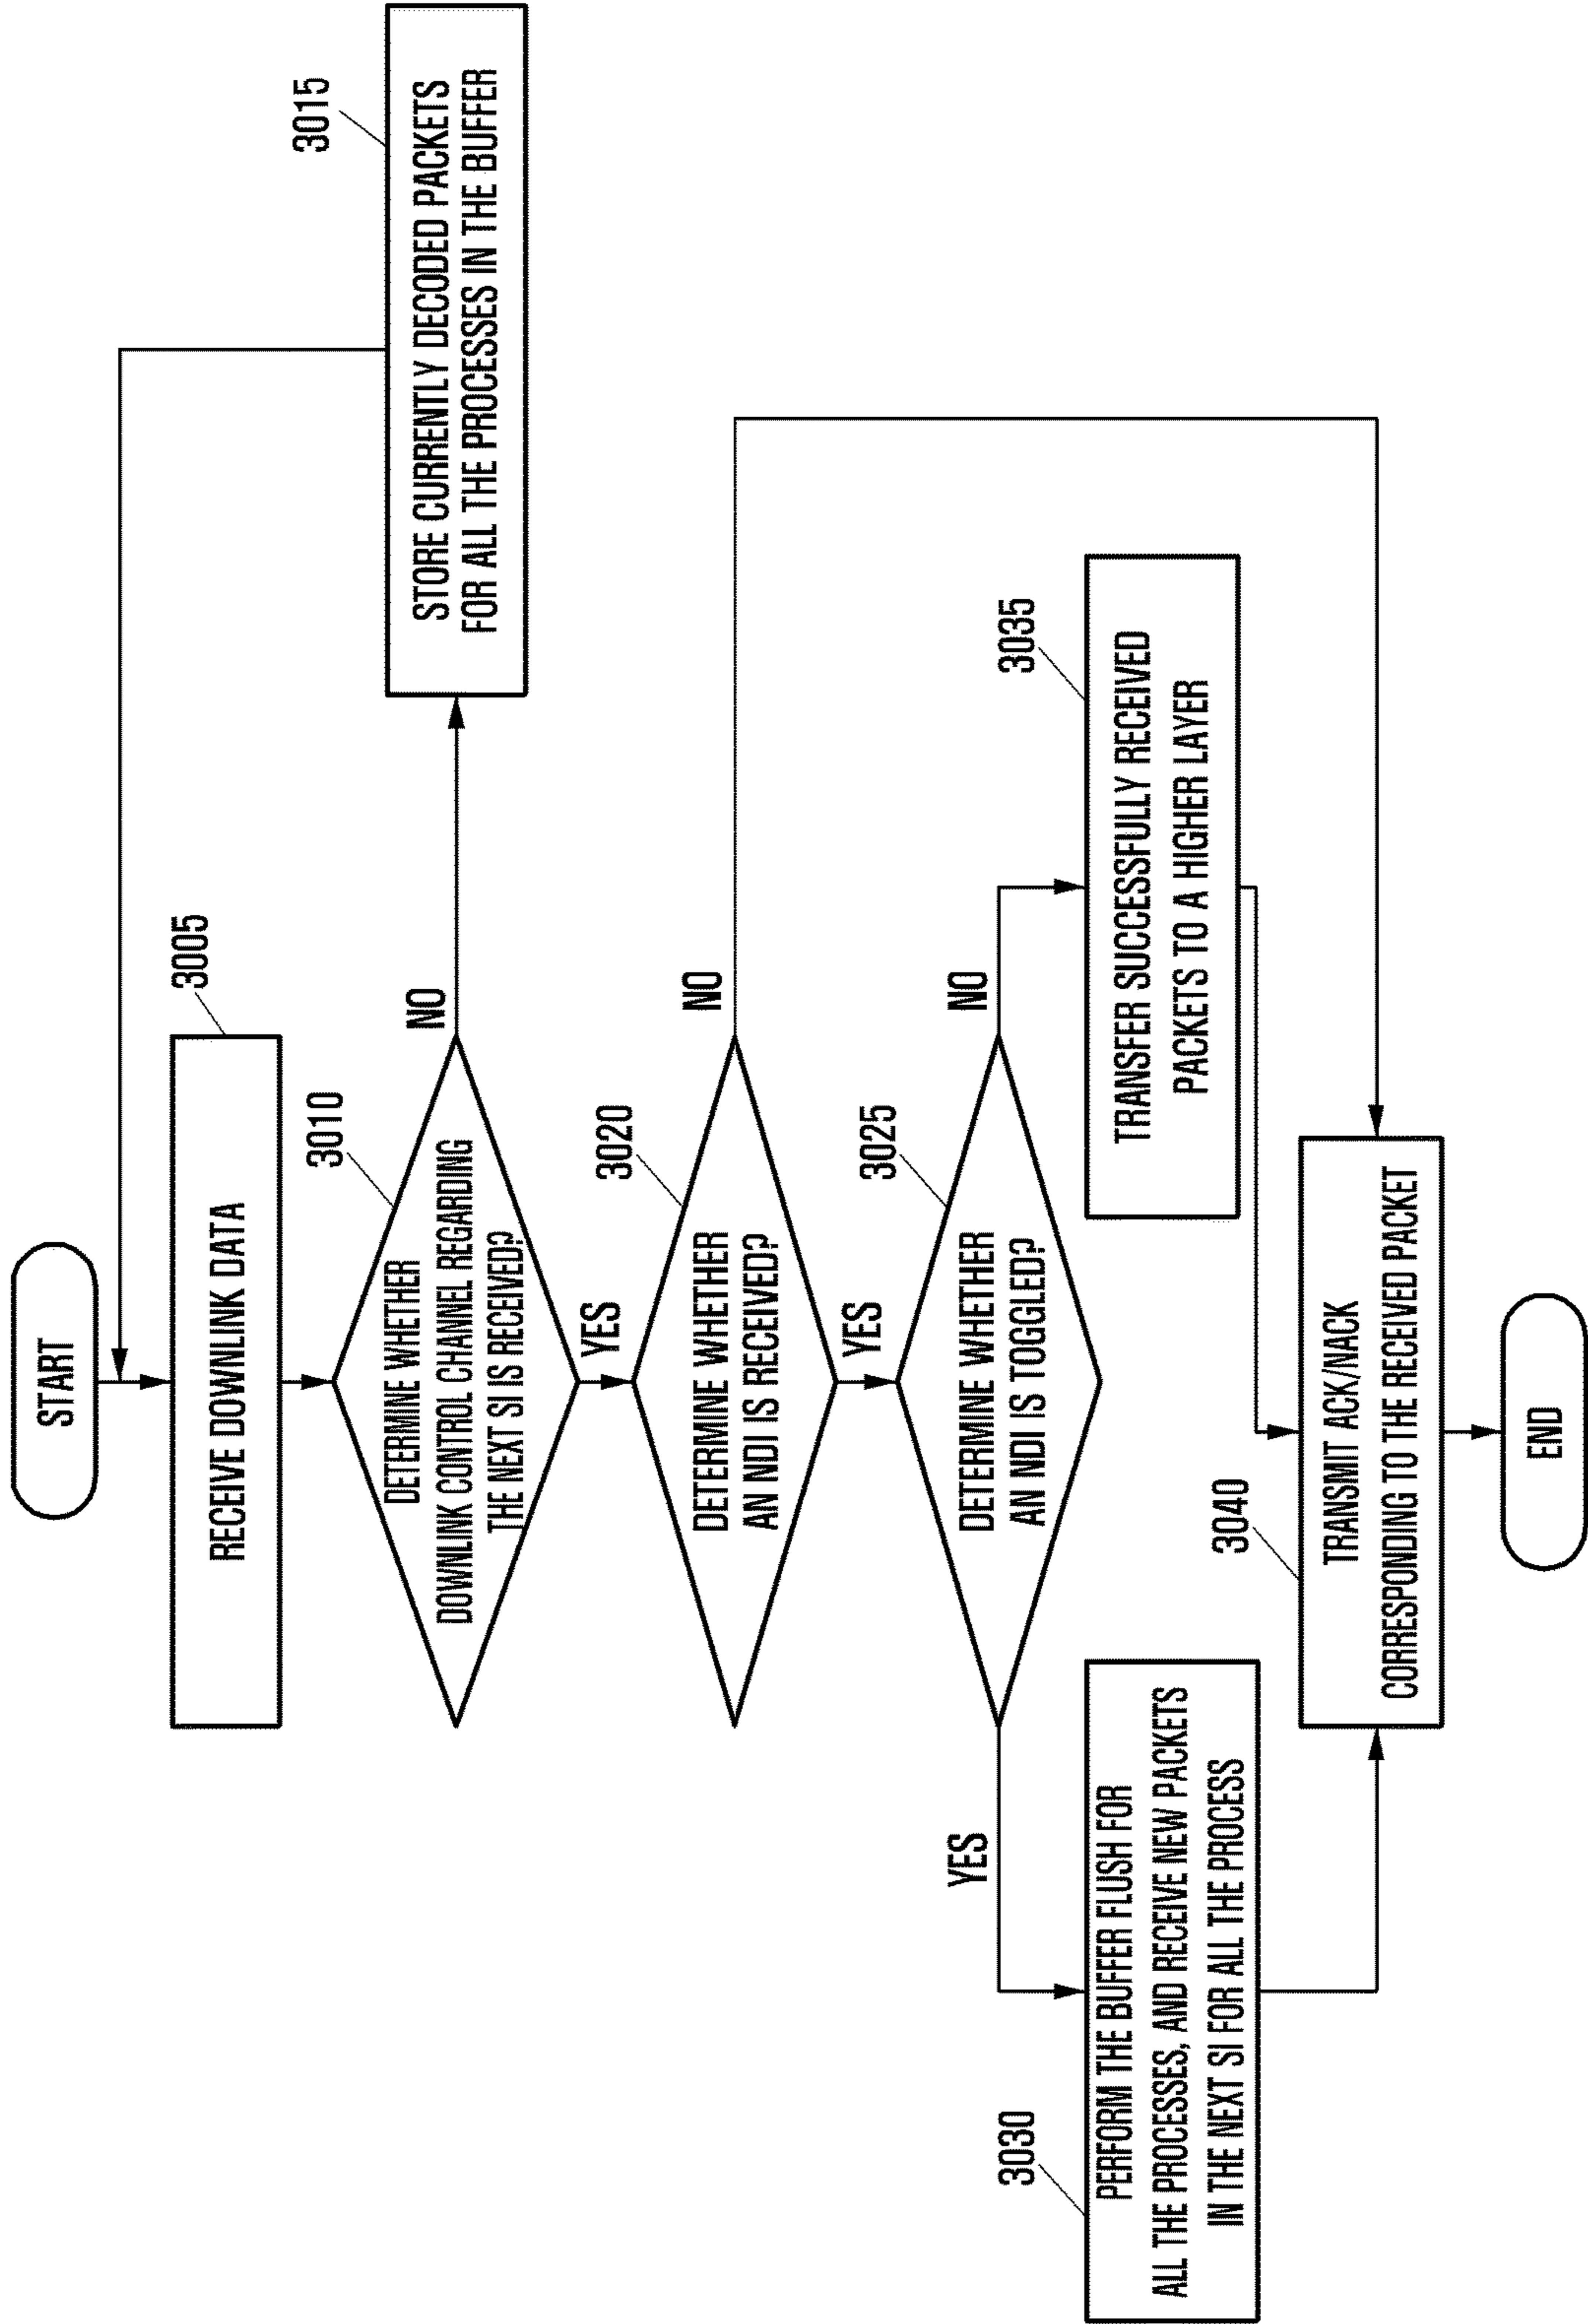 START
3005
RECEIVE DOWNLINK DATA
3010
DETERMINE WHETHER
DOWNLINK CONTROL CHANNEL REGARDING
THE NEXT SI IS RECEIVED?
NO
3015
STORE CURRENTLY DECODED PACKETS
FOR ALL THE PROCESSES IN THE BUFFER
YES
3020
DETERMINE WHETHER
AN NDI IS RECEIVED?
NO
YES
3025
DETERMINE WHETHER
AN NDI IS TOGGLED?
YES
NO
3030
PERFORM THE BUFFER FLUSH FOR
ALL THE PROCESSES, AND RECEIVE NEW PACKETS
IN THE NEXT SI FOR ALL THE PROCESS
3035
TRANSFER SUCCESSFULLY RECEIVED
PACKETS TO A HIGHER LAYER
3040
TRANSMIT ACK/NACK
CORRESPONDING TO THE RECEIVED PACKET
END